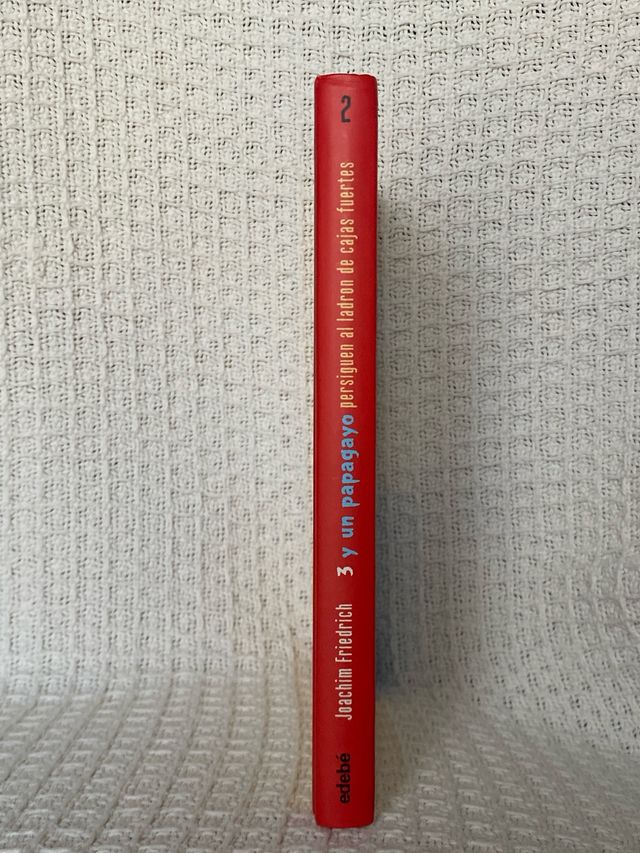 edebé
Joachim Friedrich
3 y un papagayo persiguen al ladron de cajas fuertes
2